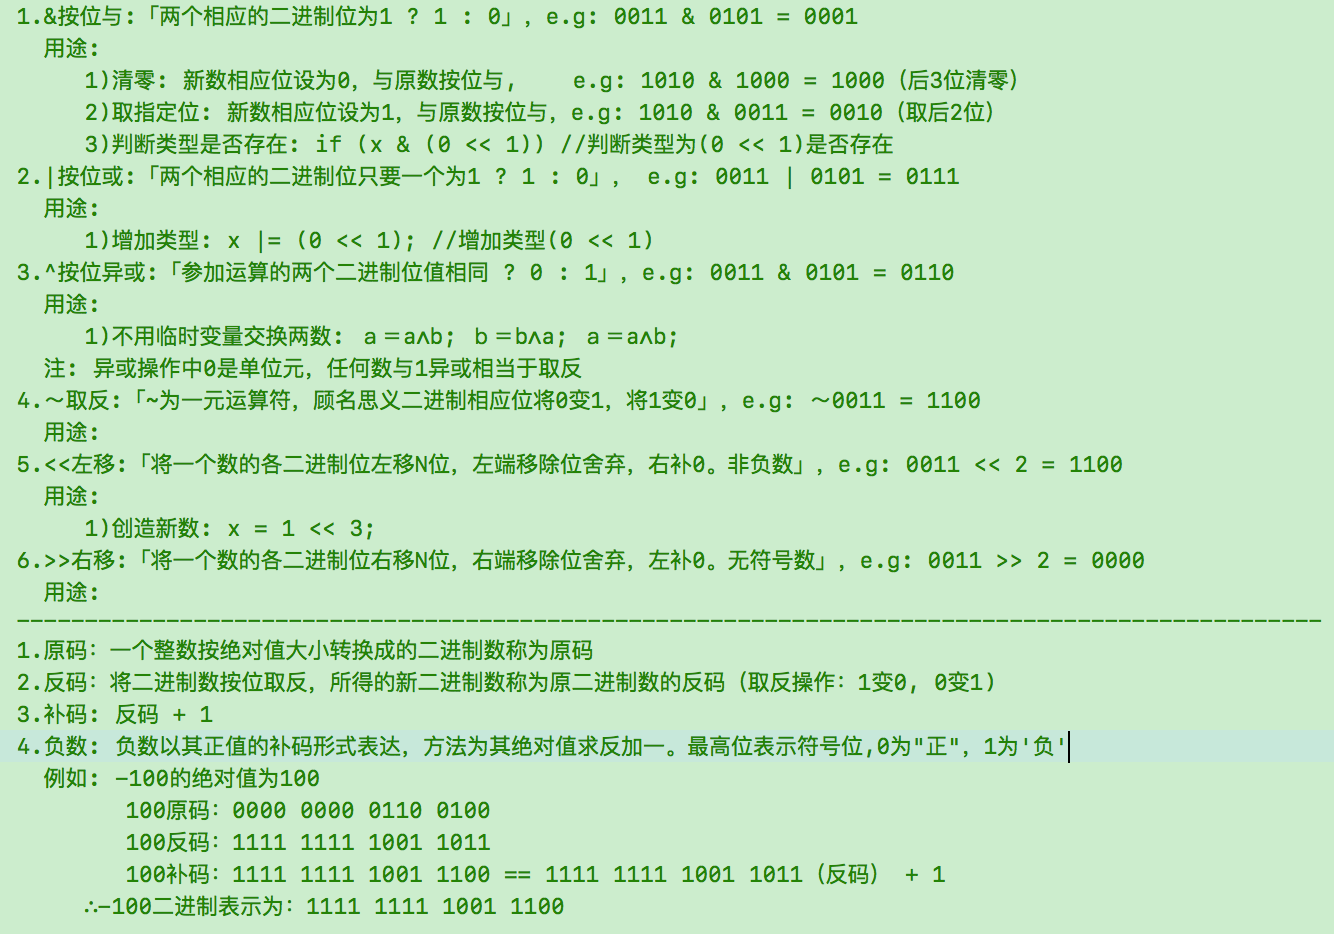 1.&按位与:「两个相应的二进制位为1 ? 1 : 0」, e.g: 0011 & 0101 = 0001
用途:
1)清零: 新数相应位设为0, 与原数按位与, e.g: 1010 & 1000 = 1000（后3位清零）
2)取指定位: 新数相应位设为1, 与原数按位与, e.g: 1010 & 0011 = 0010（取后2位）
3)判断类型是否存在: if (x & (0 << 1)) //判断类型为(0 << 1)是否存在
2.|按位或:「两个相应的二进制位只要一个为1 ? 1 : 0」, e.g: 0011 | 0101 = 0111
用途:
1)增加类型: x |= (0 << 1); //增加类型(0 << 1)
3.^按位异或:「参加运算的两个二进制位值相同 ? 0 : 1」, e.g: 0011 & 0101 = 0110
用途:
1)不用临时变量交换两数: a＝a∧b; b＝b∧a; a＝a∧b;
注: 异或操作中0是单位元, 任何数与1异或相当于取反
4.～取反:「~为一元运算符, 顾名思义二进制相应位将0变1, 将1变0」, e.g: ～0011 = 1100
用途:
5.<<左移:「将一个数的各二进制位左移N位, 左端移除位舍弃, 右补0。非负数」, e.g: 0011 << 2 = 1100
用途:
1)创造新数: x = 1 << 3;
6.>>右移:「将一个数的各二进制位右移N位, 右端移除位舍弃, 左补0。无符号数」, e.g: 0011 >> 2 = 0000
用途:
------------------------------------------------------------------------------------------------
1.原码: 一个整数按绝对值大小转换成的二进制数称为原码
2.反码: 将二进制数按位取反, 所得的新二进制数称为原二进制数的反码（取反操作: 1变0, 0变1）
3.补码: 反码 + 1
4.负数: 负数以其正值的补码形式表达, 方法为其绝对值求反加一。最高位表示符号位,0为"正", 1为'负'
例如: -100的绝对值为100
100原码: 0000 0000 0110 0100
100反码: 1111 1111 1001 1011
100补码: 1111 1111 1001 1100 == 1111 1111 1001 1011（反码） + 1
∴-100二进制表示为: 1111 1111 1001 1100